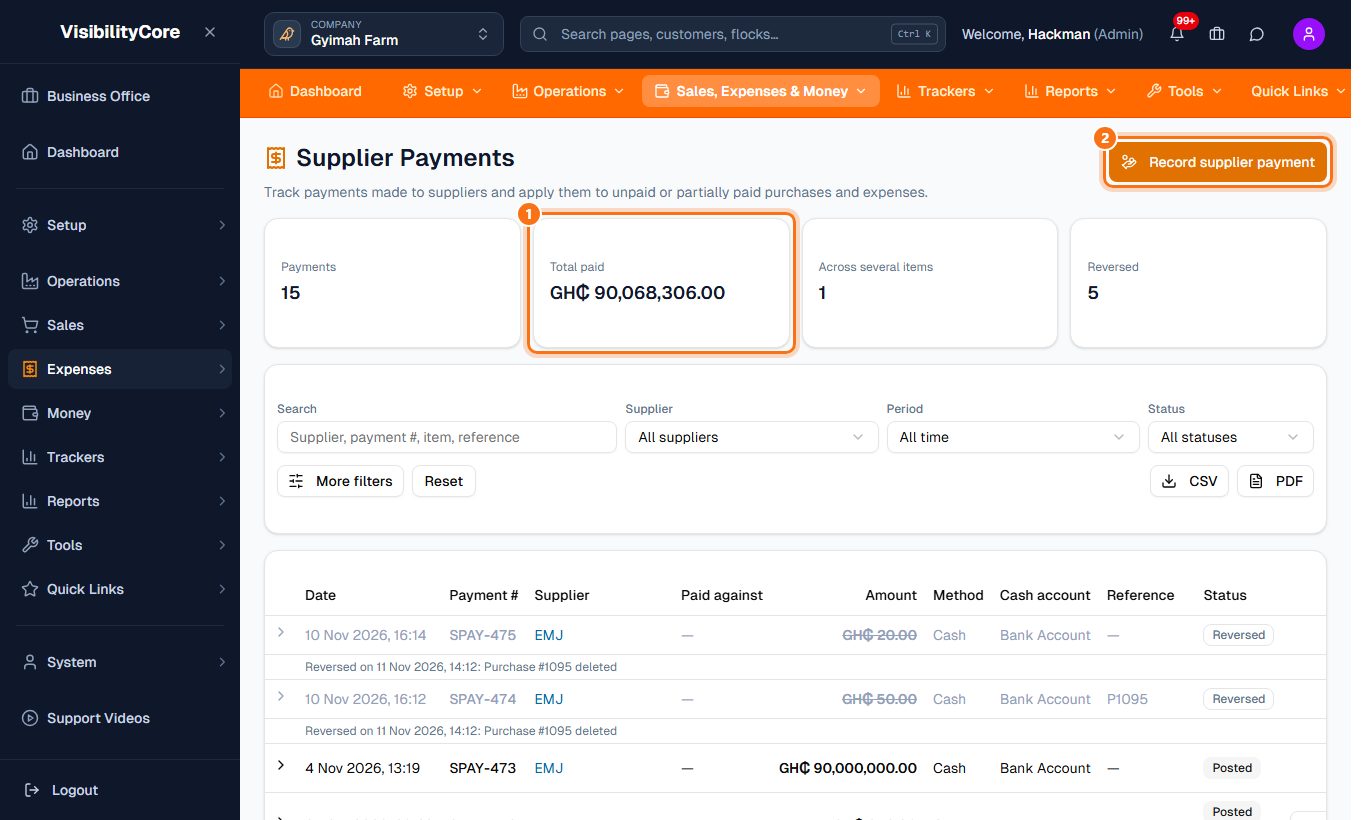 VisibilityCore
COMPANY
Gyimah Farm
Search pages, customers, flocks...
Ctrl K
Welcome, Hackman (Admin)
99+
Business Office
Dashboard
Setup
Operations
Sales
Expenses
Money
Trackers
Reports
Tools
Quick Links
System
Support Videos
Logout
Dashboard
Setup
Operations
Sales, Expenses & Money
Trackers
Reports
Tools
Quick Links
Supplier Payments
Track payments made to suppliers and apply them to unpaid or partially paid purchases and expenses.
2
Record supplier payment
1
Payments
15
Total paid
GH₵ 90,068,306.00
Across several items
1
Reversed
5
Search
Supplier, payment #, item, reference
Supplier
All suppliers
Period
All time
Status
All statuses
More filters
Reset
CSV
PDF
Date Payment # Supplier Paid against Amount Method Cash account Reference Status
10 Nov 2026, 16:14 SPAY-475 EMJ — GH₵ 20.00 Cash Bank Account — Reversed
Reversed on 11 Nov 2026, 14:12: Purchase #1095 deleted
10 Nov 2026, 16:12 SPAY-474 EMJ — GH₵ 50.00 Cash Bank Account P1095 Reversed
Reversed on 11 Nov 2026, 14:12: Purchase #1095 deleted
4 Nov 2026, 13:19 SPAY-473 EMJ — GH₵ 90,000,000.00 Cash Bank Account — Posted
Posted